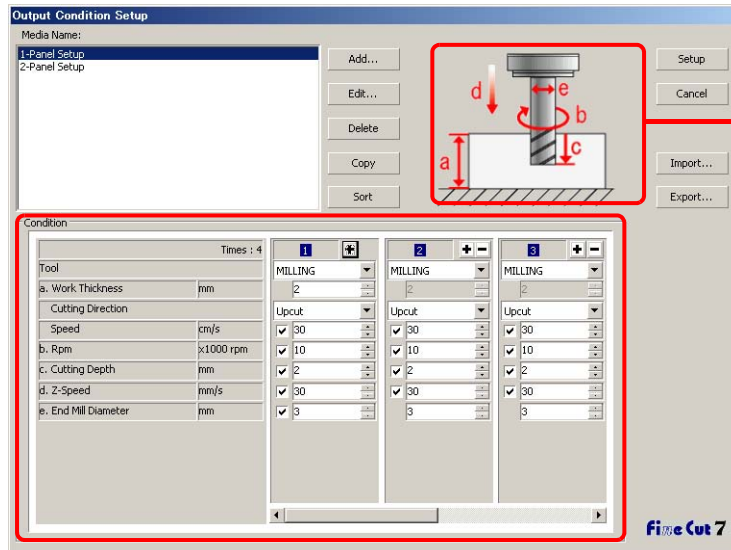 Output Condition Setup
Media Name:
1-Panel Setup
2-Panel Setup
Add...
Edit...
Delete
Copy
Sort
d
e
b
c
a
Setup
Cancel
Import...
Export...
Condition
Times : 4 1 2 + − 3 + −
Tool MILLING MILLING MILLING
a. Work Thickness mm 2 2 2
Cutting Direction Upcut Upcut Upcut
Speed cm/s 30 30 30
b. Rpm ×1000 rpm 10 10 10
c. Cutting Depth mm 2 2 2
d. Z-Speed mm/s 30 30 30
e. End Mill Diameter mm 3 3 3
Fine Cut 7